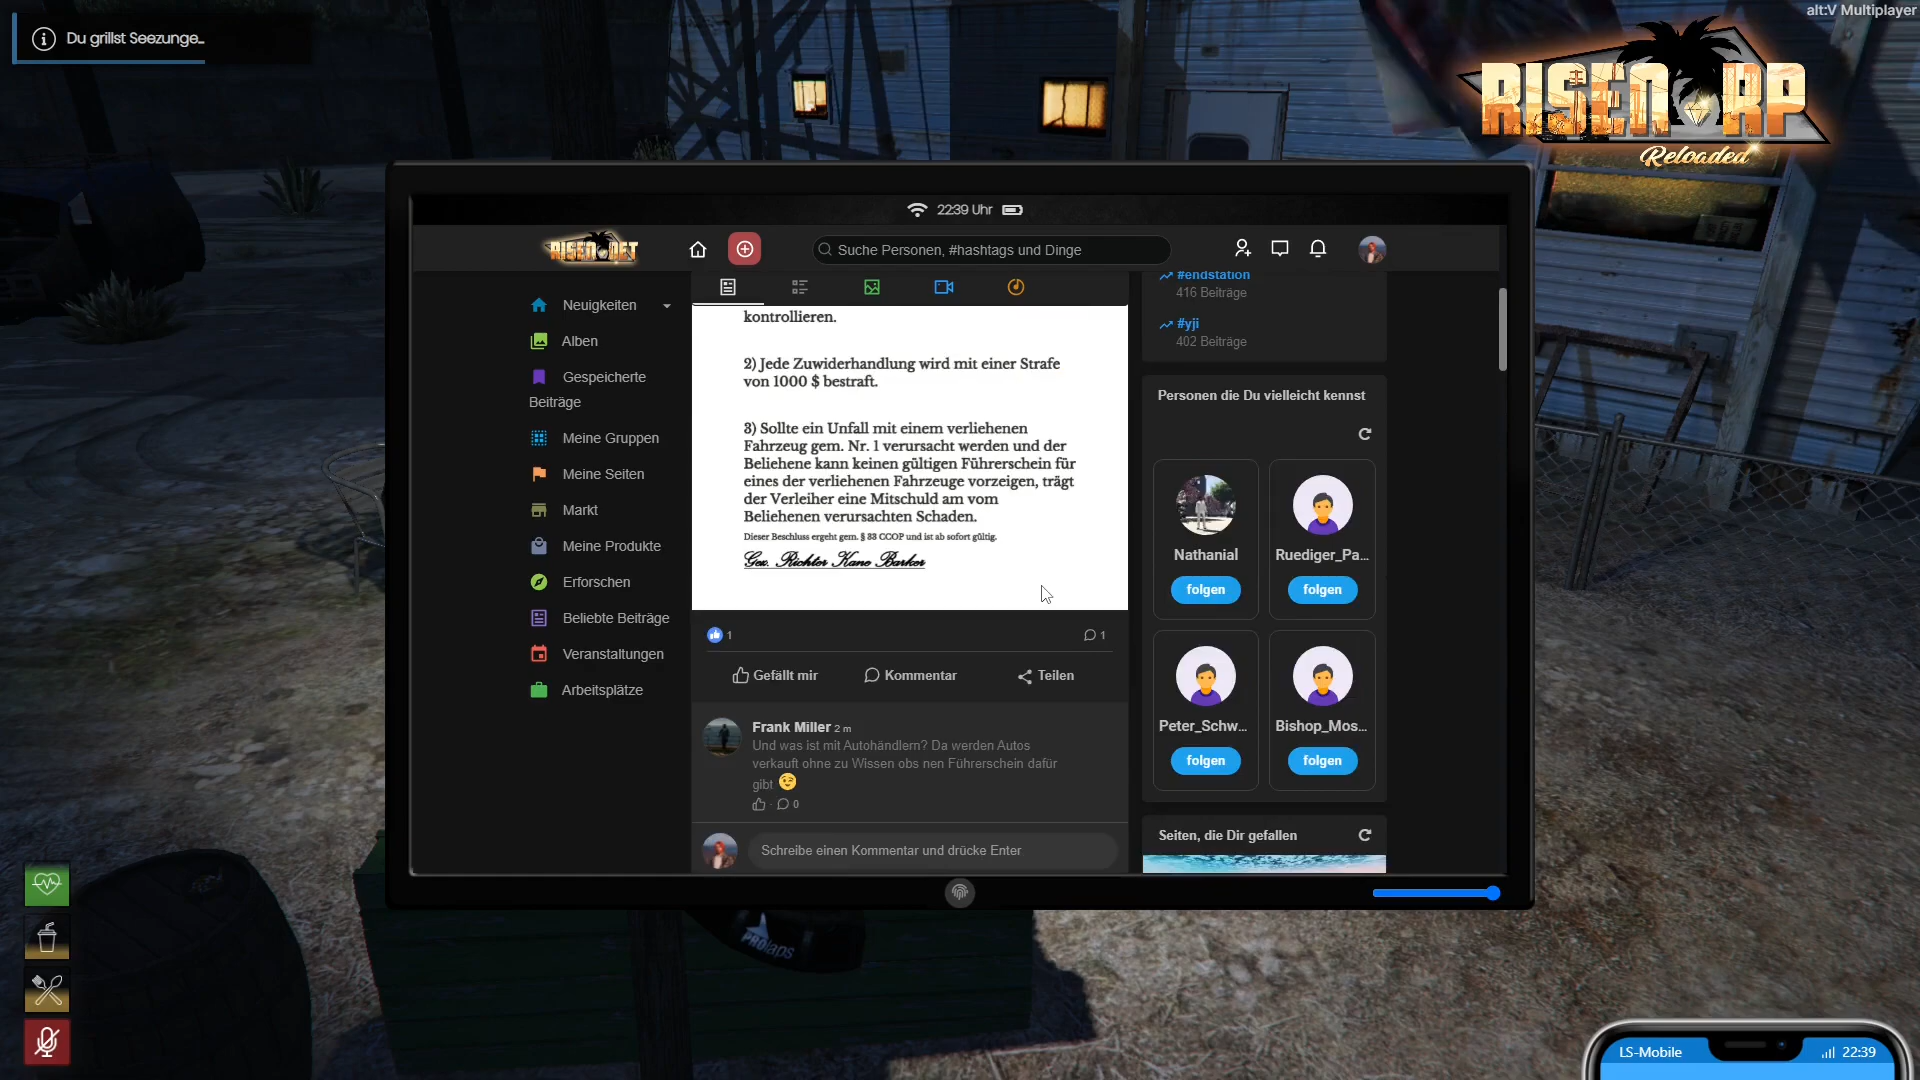 Du grillst Seezunge...
alt:V Multiplayer
RISEN RP
Reloaded
22:39 Uhr
RISEN NET
Suche Personen, #hashtags und Dinge
Neuigkeiten
Alben
Gespeicherte
Beiträge
Meine Gruppen
Meine Seiten
Markt
Meine Produkte
Erforschen
Beliebte Beiträge
Veranstaltungen
Arbeitsplätze
kontrollieren.
2) Jede Zuwiderhandlung wird mit einer Strafe
von 1000 $ bestraft.
3) Sollte ein Unfall mit einem verliehenen
Fahrzeug gem. Nr. 1 verursacht werden und der
Beliehene kann keinen gültigen Führerschein für
eines der verliehenen Fahrzeuge vorzeigen, trägt
der Verleiher eine Mitschuld am vom
Beliehenen verursachten Schaden.
Dieser Beschluss ergeht gem. § 33 CCOP und ist ab sofort gültig.
Gez. Richter Kane Barker
1
1
Gefällt mir
Kommentar
Teilen
Frank Miller 2 m
Und was ist mit Autohändlern? Da werden Autos
verkauft ohne zu Wissen obs nen Führerschein dafür
gibt 😉
0
Schreibe einen Kommentar und drücke Enter
#endstation
416 Beiträge
#yji
402 Beiträge
Personen die Du vielleicht kennst
Nathanial
Ruediger_Pa...
folgen
folgen
Peter_Schw...
Bishop_Mos...
folgen
folgen
Seiten, die Dir gefallen
PROLAPS
LS-Mobile
22:39